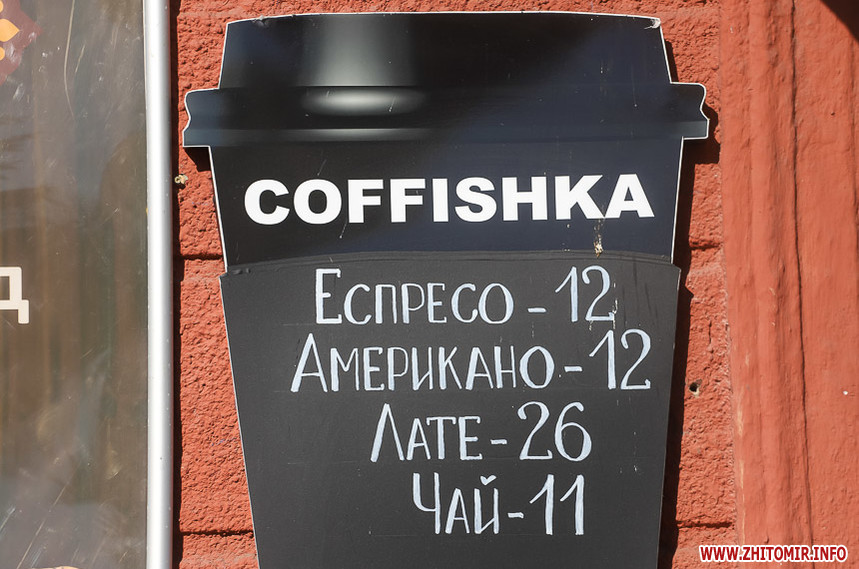 COFFISHKA
Еспресо - 12
Американо - 12
Лате - 26
Чай - 11
Д
WWW.ZHITOMIR.INFO